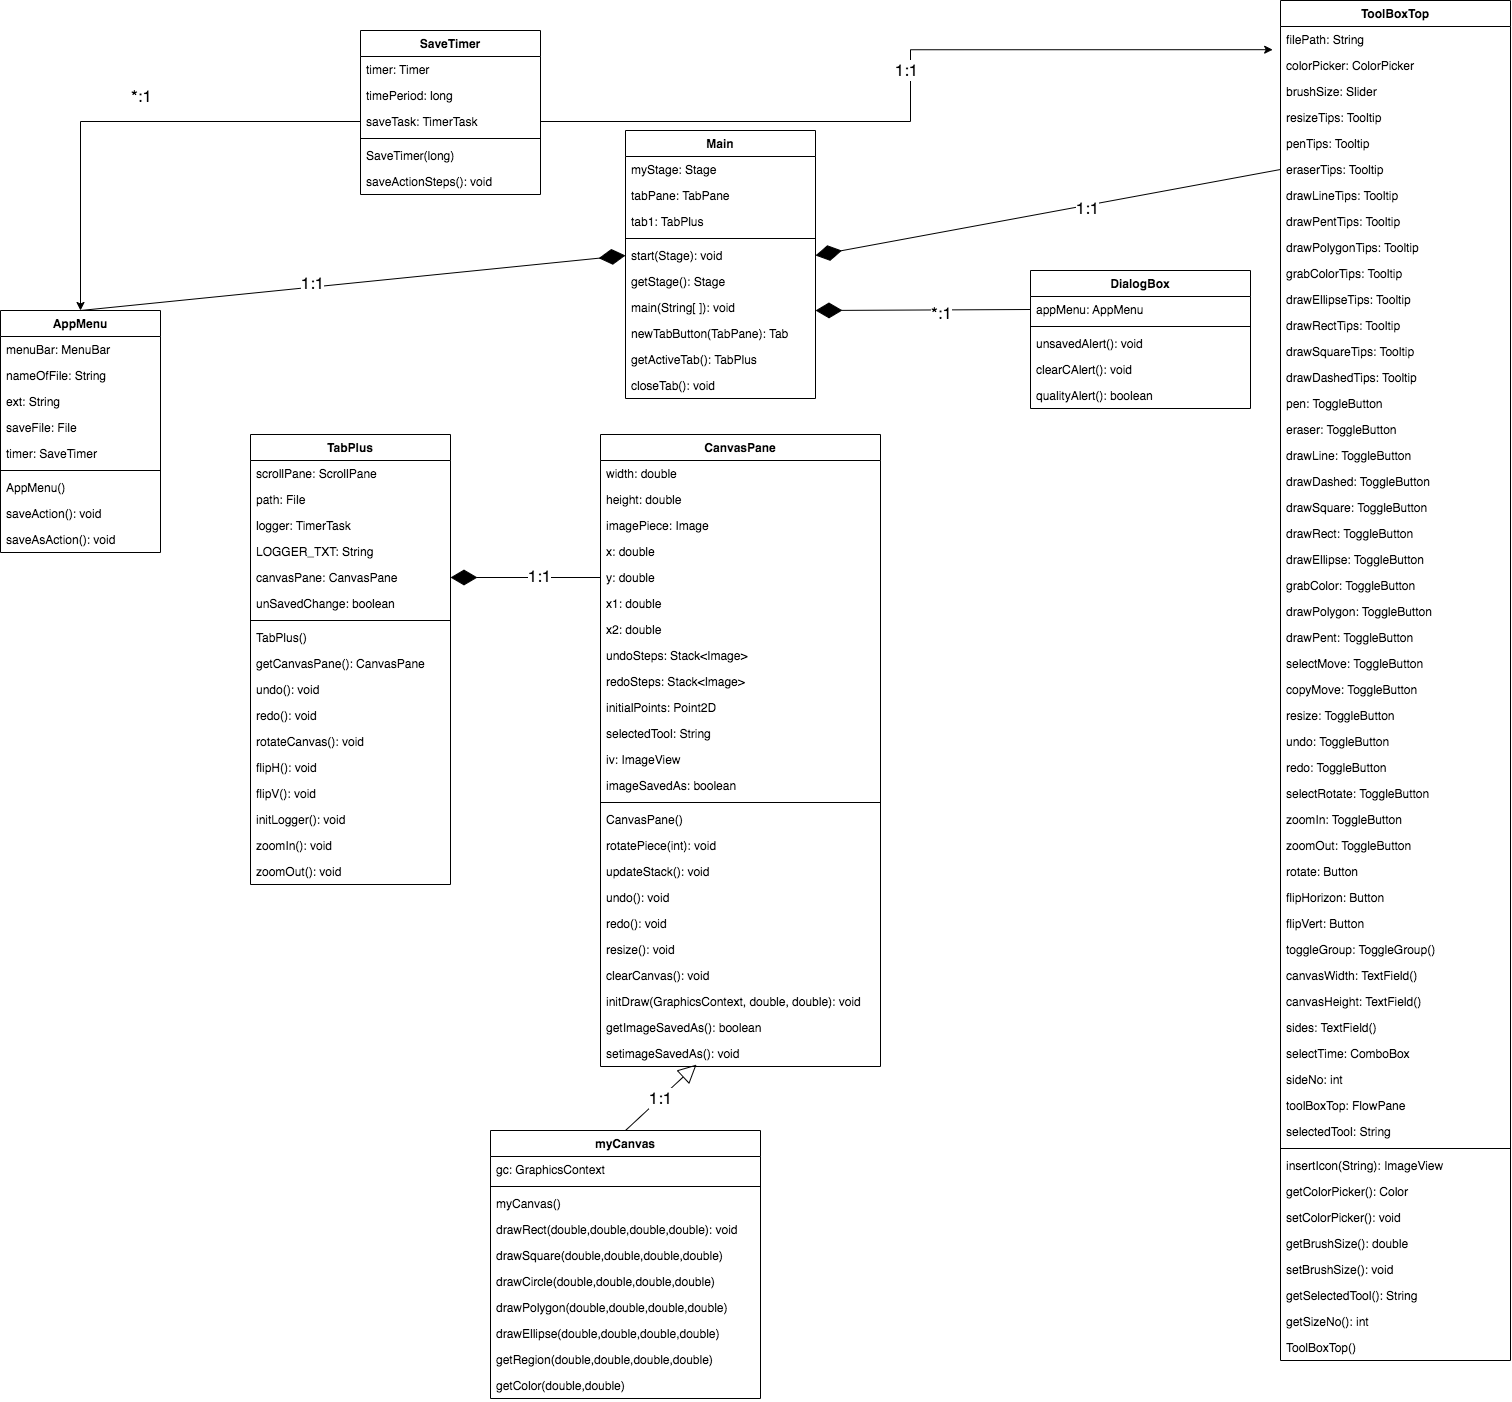 ToolBoxTop
filePath: String
colorPicker: ColorPicker
brushSize: Slider
resizeTips: Tooltip
penTips: Tooltip
eraserTips: Tooltip
drawLineTips: Tooltip
drawPentTips: Tooltip
drawPolygonTips: Tooltip
grabColorTips: Tooltip
drawEllipseTips: Tooltip
drawRectTips: Tooltip
drawSquareTips: Tooltip
drawDashedTips: Tooltip
pen: ToggleButton
eraser: ToggleButton
drawLine: ToggleButton
drawDashed: ToggleButton
drawSquare: ToggleButton
drawRect: ToggleButton
drawEllipse: ToggleButton
grabColor: ToggleButton
drawPolygon: ToggleButton
drawPent: ToggleButton
selectMove: ToggleButton
copyMove: ToggleButton
resize: ToggleButton
undo: ToggleButton
redo: ToggleButton
selectRotate: ToggleButton
zoomIn: ToggleButton
zoomOut: ToggleButton
rotate: Button
flipHorizon: Button
flipVert: Button
toggleGroup: ToggleGroup()
canvasWidth: TextField()
canvasHeight: TextField()
sides: TextField()
selectTime: ComboBox
sideNo: int
toolBoxTop: FlowPane
selectedTool: String
insertIcon(String): ImageView
getColorPicker(): Color
setColorPicker(): void
getBrushSize(): double
setBrushSize(): void
getSelectedTool(): String
getSizeNo(): int
ToolBoxTop()
SaveTimer
timer: Timer
timePeriod: long
saveTask: TimerTask
SaveTimer(long)
saveActionSteps(): void
*:1
1:1
Main
myStage: Stage
tabPane: TabPane
tab1: TabPlus
start(Stage): void
getStage(): Stage
main(String[ ]): void
newTabButton(TabPane): Tab
getActiveTab(): TabPlus
closeTab(): void
1:1
1:1
*:1
DialogBox
appMenu: AppMenu
unsavedAlert(): void
clearCAlert(): void
qualityAlert(): boolean
AppMenu
menuBar: MenuBar
nameOfFile: String
ext: String
saveFile: File
timer: SaveTimer
AppMenu()
saveAction(): void
saveAsAction(): void
TabPlus
scrollPane: ScrollPane
path: File
logger: TimerTask
LOGGER_TXT: String
canvasPane: CanvasPane
unSavedChange: boolean
TabPlus()
getCanvasPane(): CanvasPane
undo(): void
redo(): void
rotateCanvas(): void
flipH(): void
flipV(): void
initLogger(): void
zoomIn(): void
zoomOut(): void
1:1
CanvasPane
width: double
height: double
imagePiece: Image
x: double
y: double
x1: double
x2: double
undoSteps: Stack<Image>
redoSteps: Stack<Image>
initialPoints: Point2D
selectedTool: String
iv: ImageView
imageSavedAs: boolean
CanvasPane()
rotatePiece(int): void
updateStack(): void
undo(): void
redo(): void
resize(): void
clearCanvas(): void
initDraw(GraphicsContext, double, double): void
getImageSavedAs(): boolean
setimageSavedAs(): void
1:1
myCanvas
gc: GraphicsContext
myCanvas()
drawRect(double,double,double,double): void
drawSquare(double,double,double,double)
drawCircle(double,double,double,double)
drawPolygon(double,double,double,double)
drawEllipse(double,double,double,double)
getRegion(double,double,double,double)
getColor(double,double)